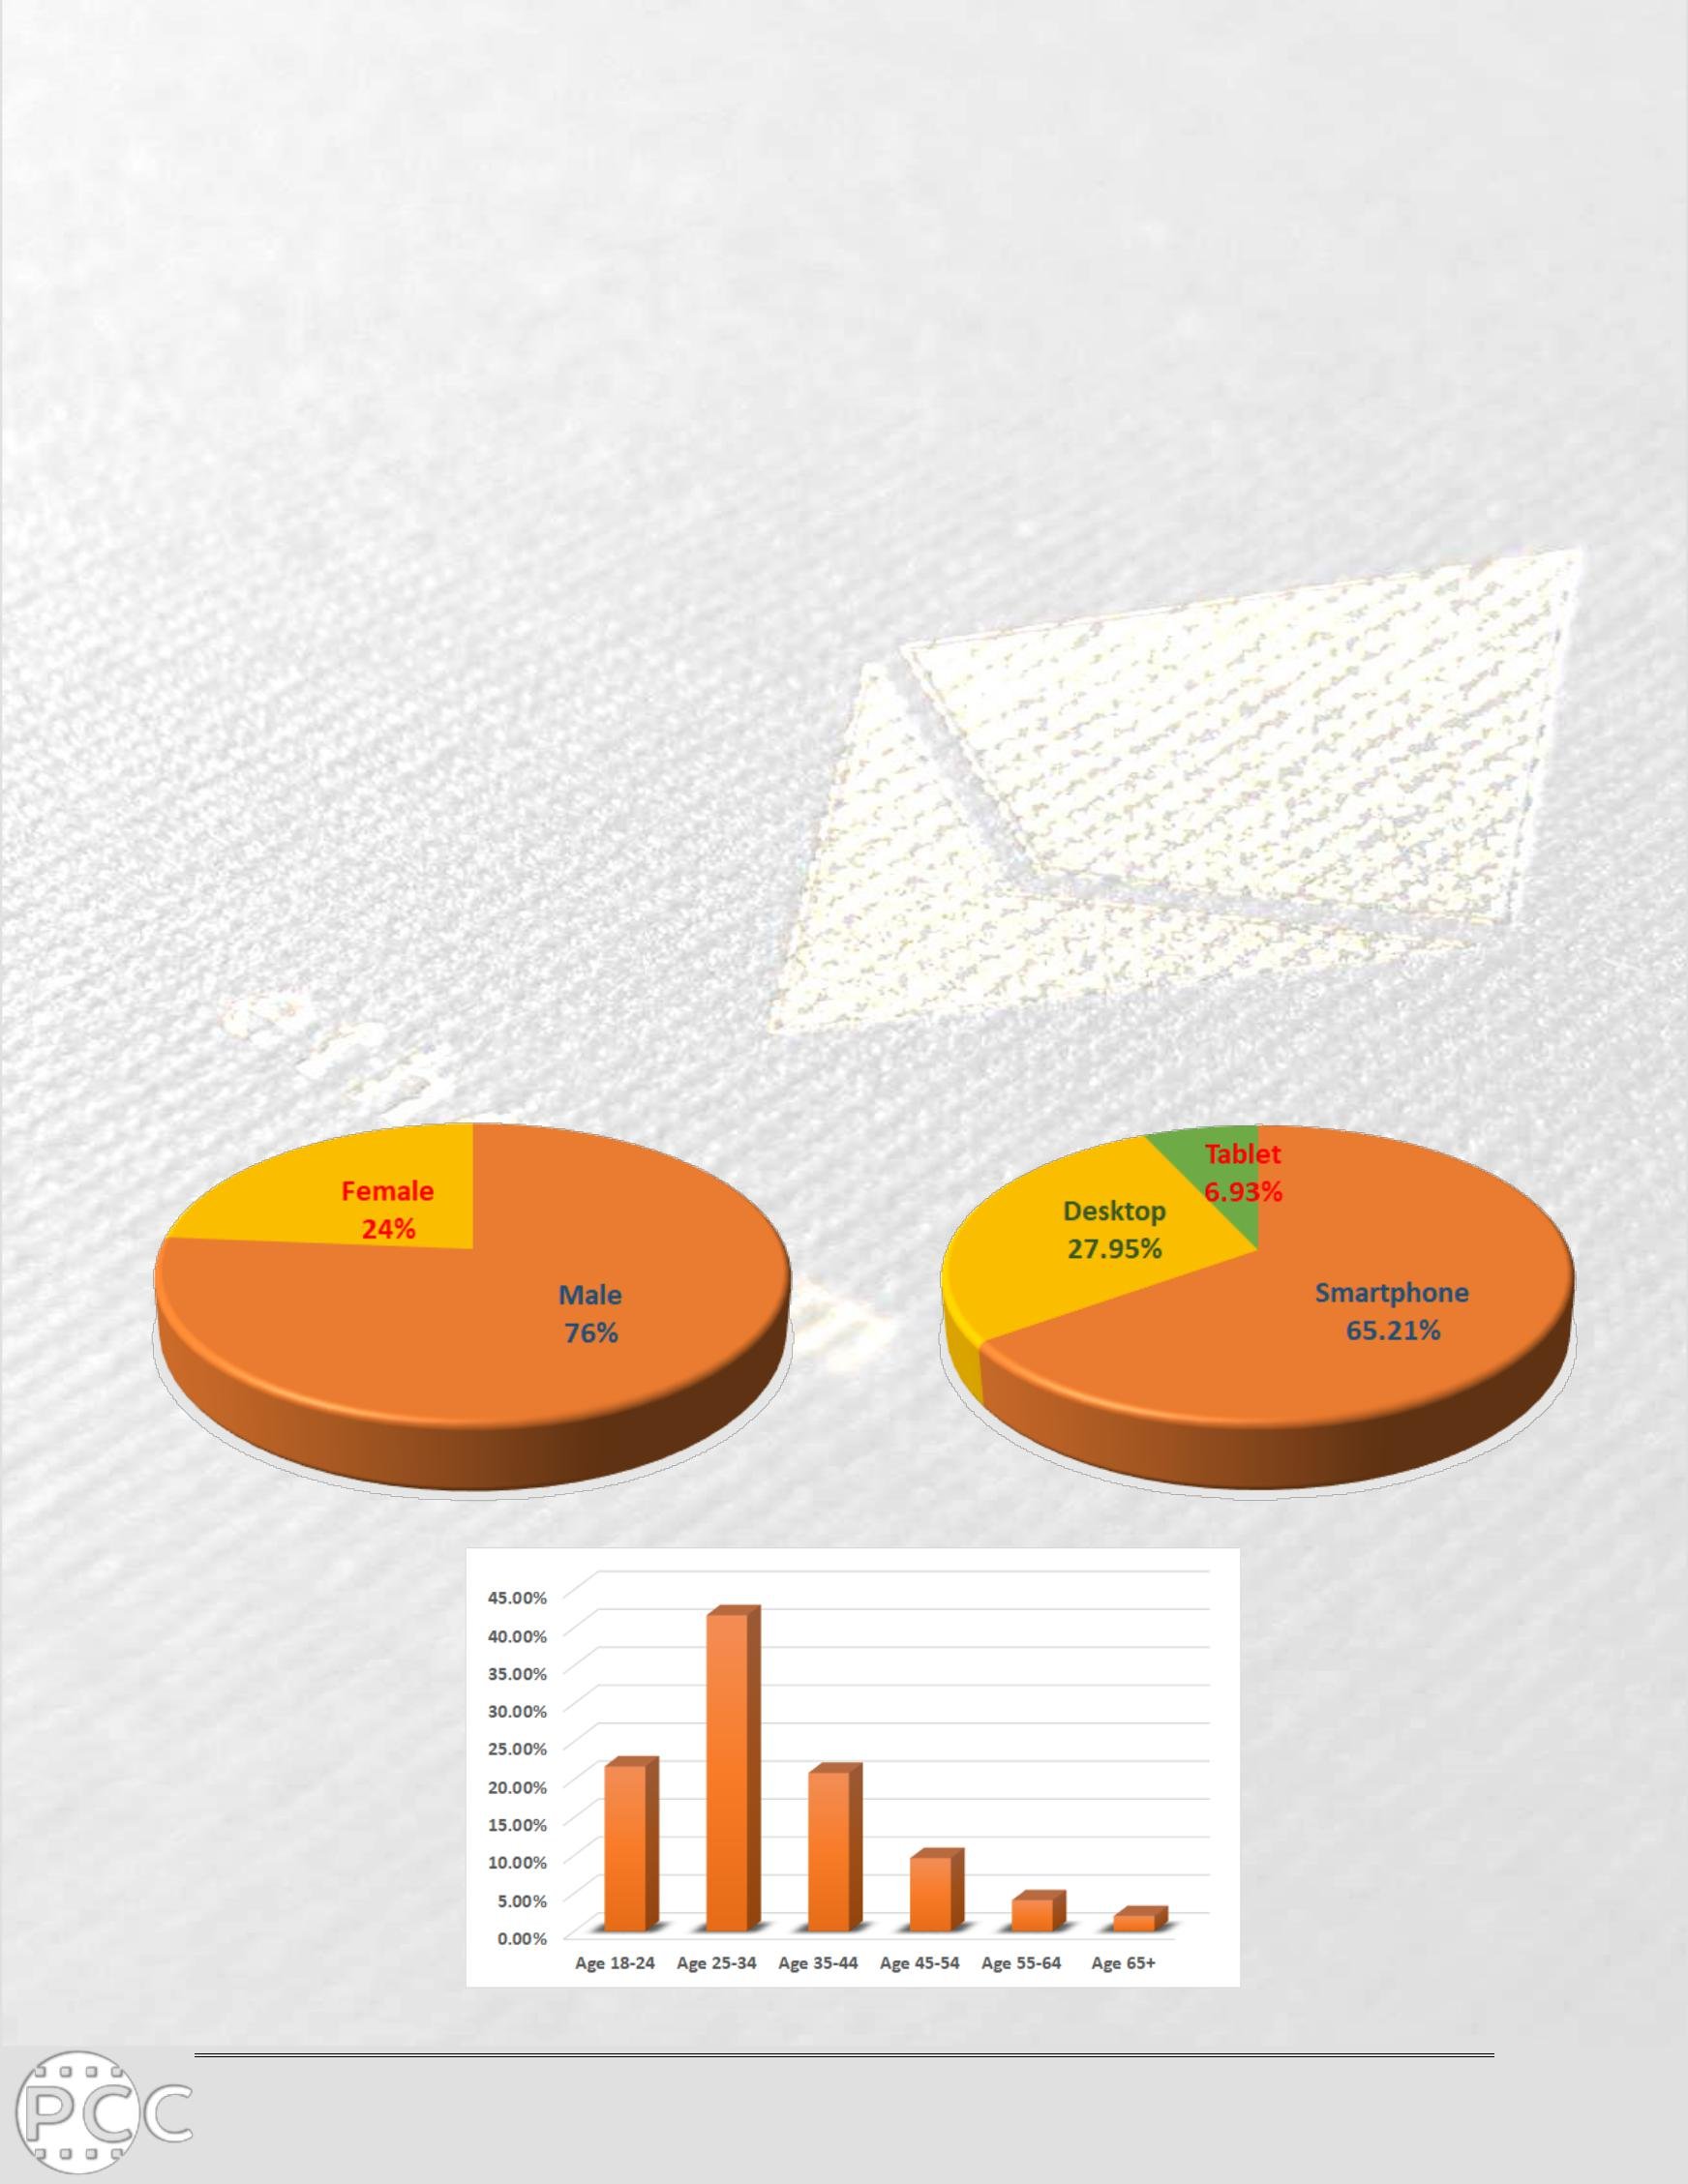 Female
24%
Male
76%
Tablet
6.93%
Desktop
27.95%
Smartphone
65.21%
45.00%
40.00%
35.00%
30.00%
25.00%
20.00%
15.00%
10.00%
5.00%
0.00%
Age 18-24 Age 25-34 Age 35-44 Age 45-54 Age 55-64 Age 65+
PCC